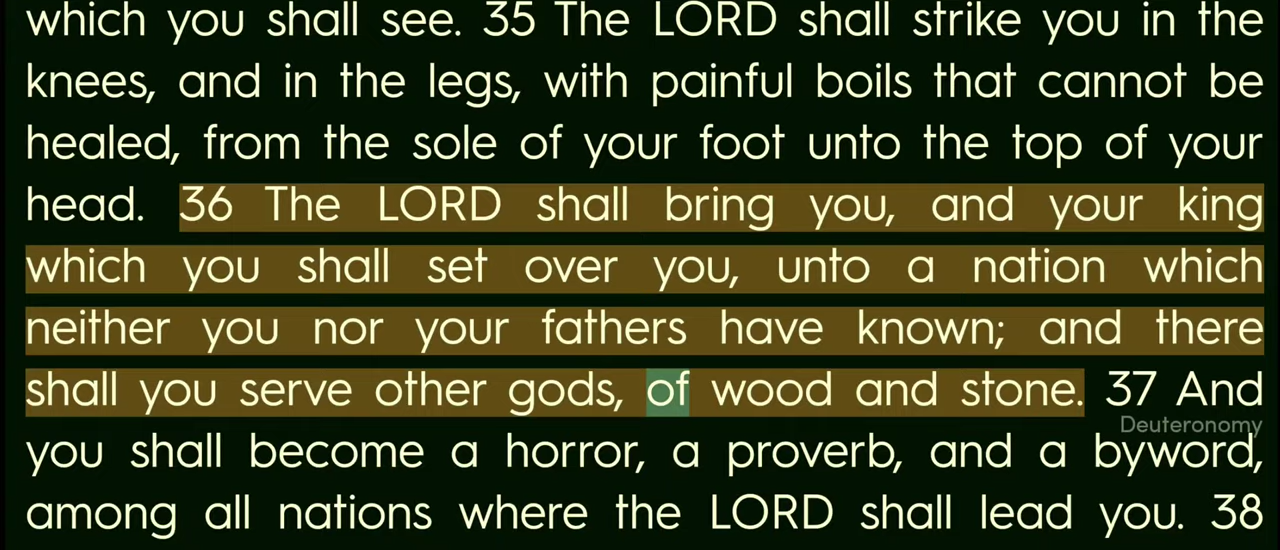 which you shall see. 35 The LORD shall strike you in the
knees, and in the legs, with painful boils that cannot be
healed, from the sole of your foot unto the top of your
head. 36 The LORD shall bring you, and your king
which you shall set over you, unto a nation which
neither you nor your fathers have known; and there
shall you serve other gods, of wood and stone. 37 And
Deuteronomy
you shall become a horror, a proverb, and a byword,
among all nations where the LORD shall lead you. 38